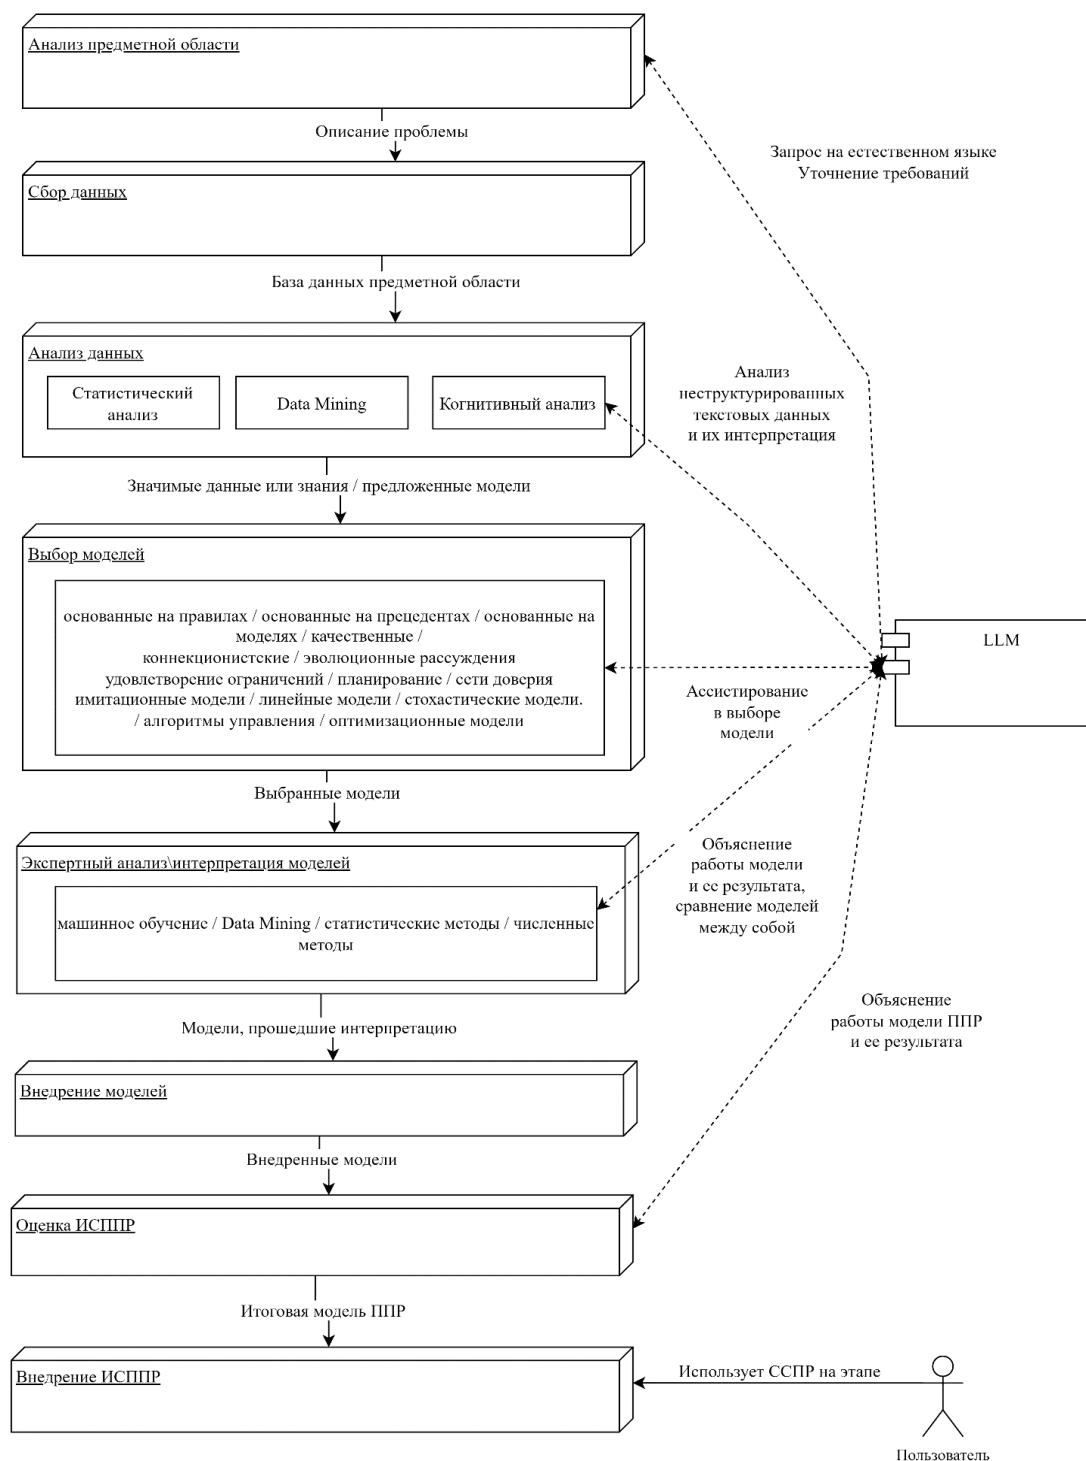 Анализ предметной области
Описание проблемы
Запрос на естественном языке
Уточнение требований
Сбор данных
База данных предметной области
Анализ данных
Статистический
анализ
Data Mining
Когнитивный анализ
Анализ
неструктурированных
текстовых данных
и их интерпретация
Значимые данные или знания / предложенные модели
Выбор моделей
основанные на правилах / основанные на прецедентах / основанные на
моделях / качественные /
коннекционистские / эволюционные рассуждения
удовлетворение ограничений / планирование / сети доверия
имитационные модели / линейные модели / стохастические модели.
/ алгоритмы управления / оптимизационные модели
LLM
Ассистирование
в выборе
модели
Выбранные модели
Экспертный анализ\интерпретация моделей
машинное обучение / Data Mining / статистические методы / численные
методы
Объяснение
работы модели
и ее результата,
сравнение моделей
между собой
Модели, прошедшие интерпретацию
Объяснение
работы модели ППР
и ее результата
Внедрение моделей
Внедренные модели
Оценка ИСППР
Итоговая модель ППР
Внедрение ИСППР
Использует ССПР на этапе
Пользователь